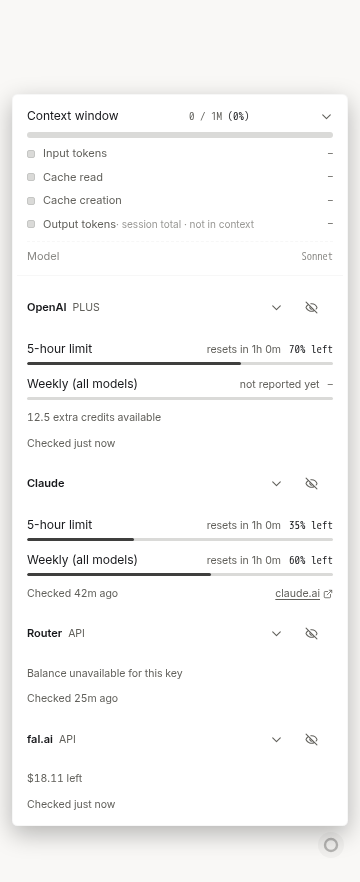 Context window 0 / 1M (0%)
Input tokens –
Cache read –
Cache creation –
Output tokens · session total · not in context –
Model Sonnet
OpenAI PLUS
5-hour limit resets in 1h 0m 70% left
Weekly (all models) not reported yet –
12.5 extra credits available
Checked just now
Claude
5-hour limit resets in 1h 0m 35% left
Weekly (all models) resets in 1h 0m 60% left
Checked 42m ago claude.ai
Router API
Balance unavailable for this key
Checked 25m ago
fal.ai API
$18.11 left
Checked just now